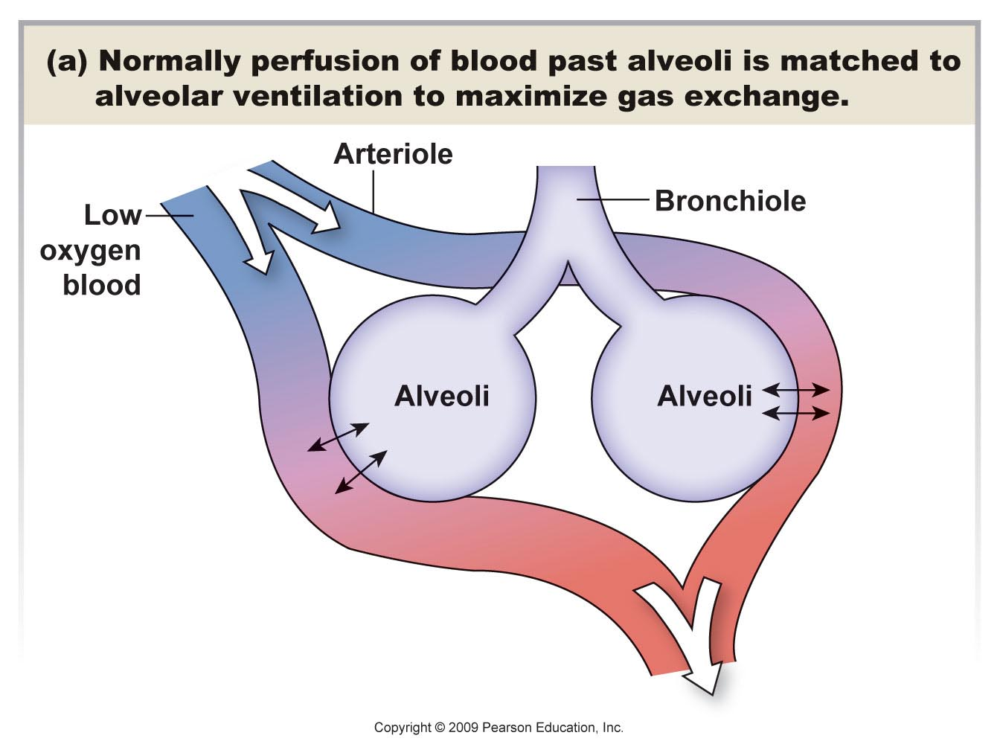 (a) Normally perfusion of blood past alveoli is matched to
alveolar ventilation to maximize gas exchange.
Arteriole
Bronchiole
Low
oxygen
blood
Alveoli
Alveoli
Copyright © 2009 Pearson Education, Inc.